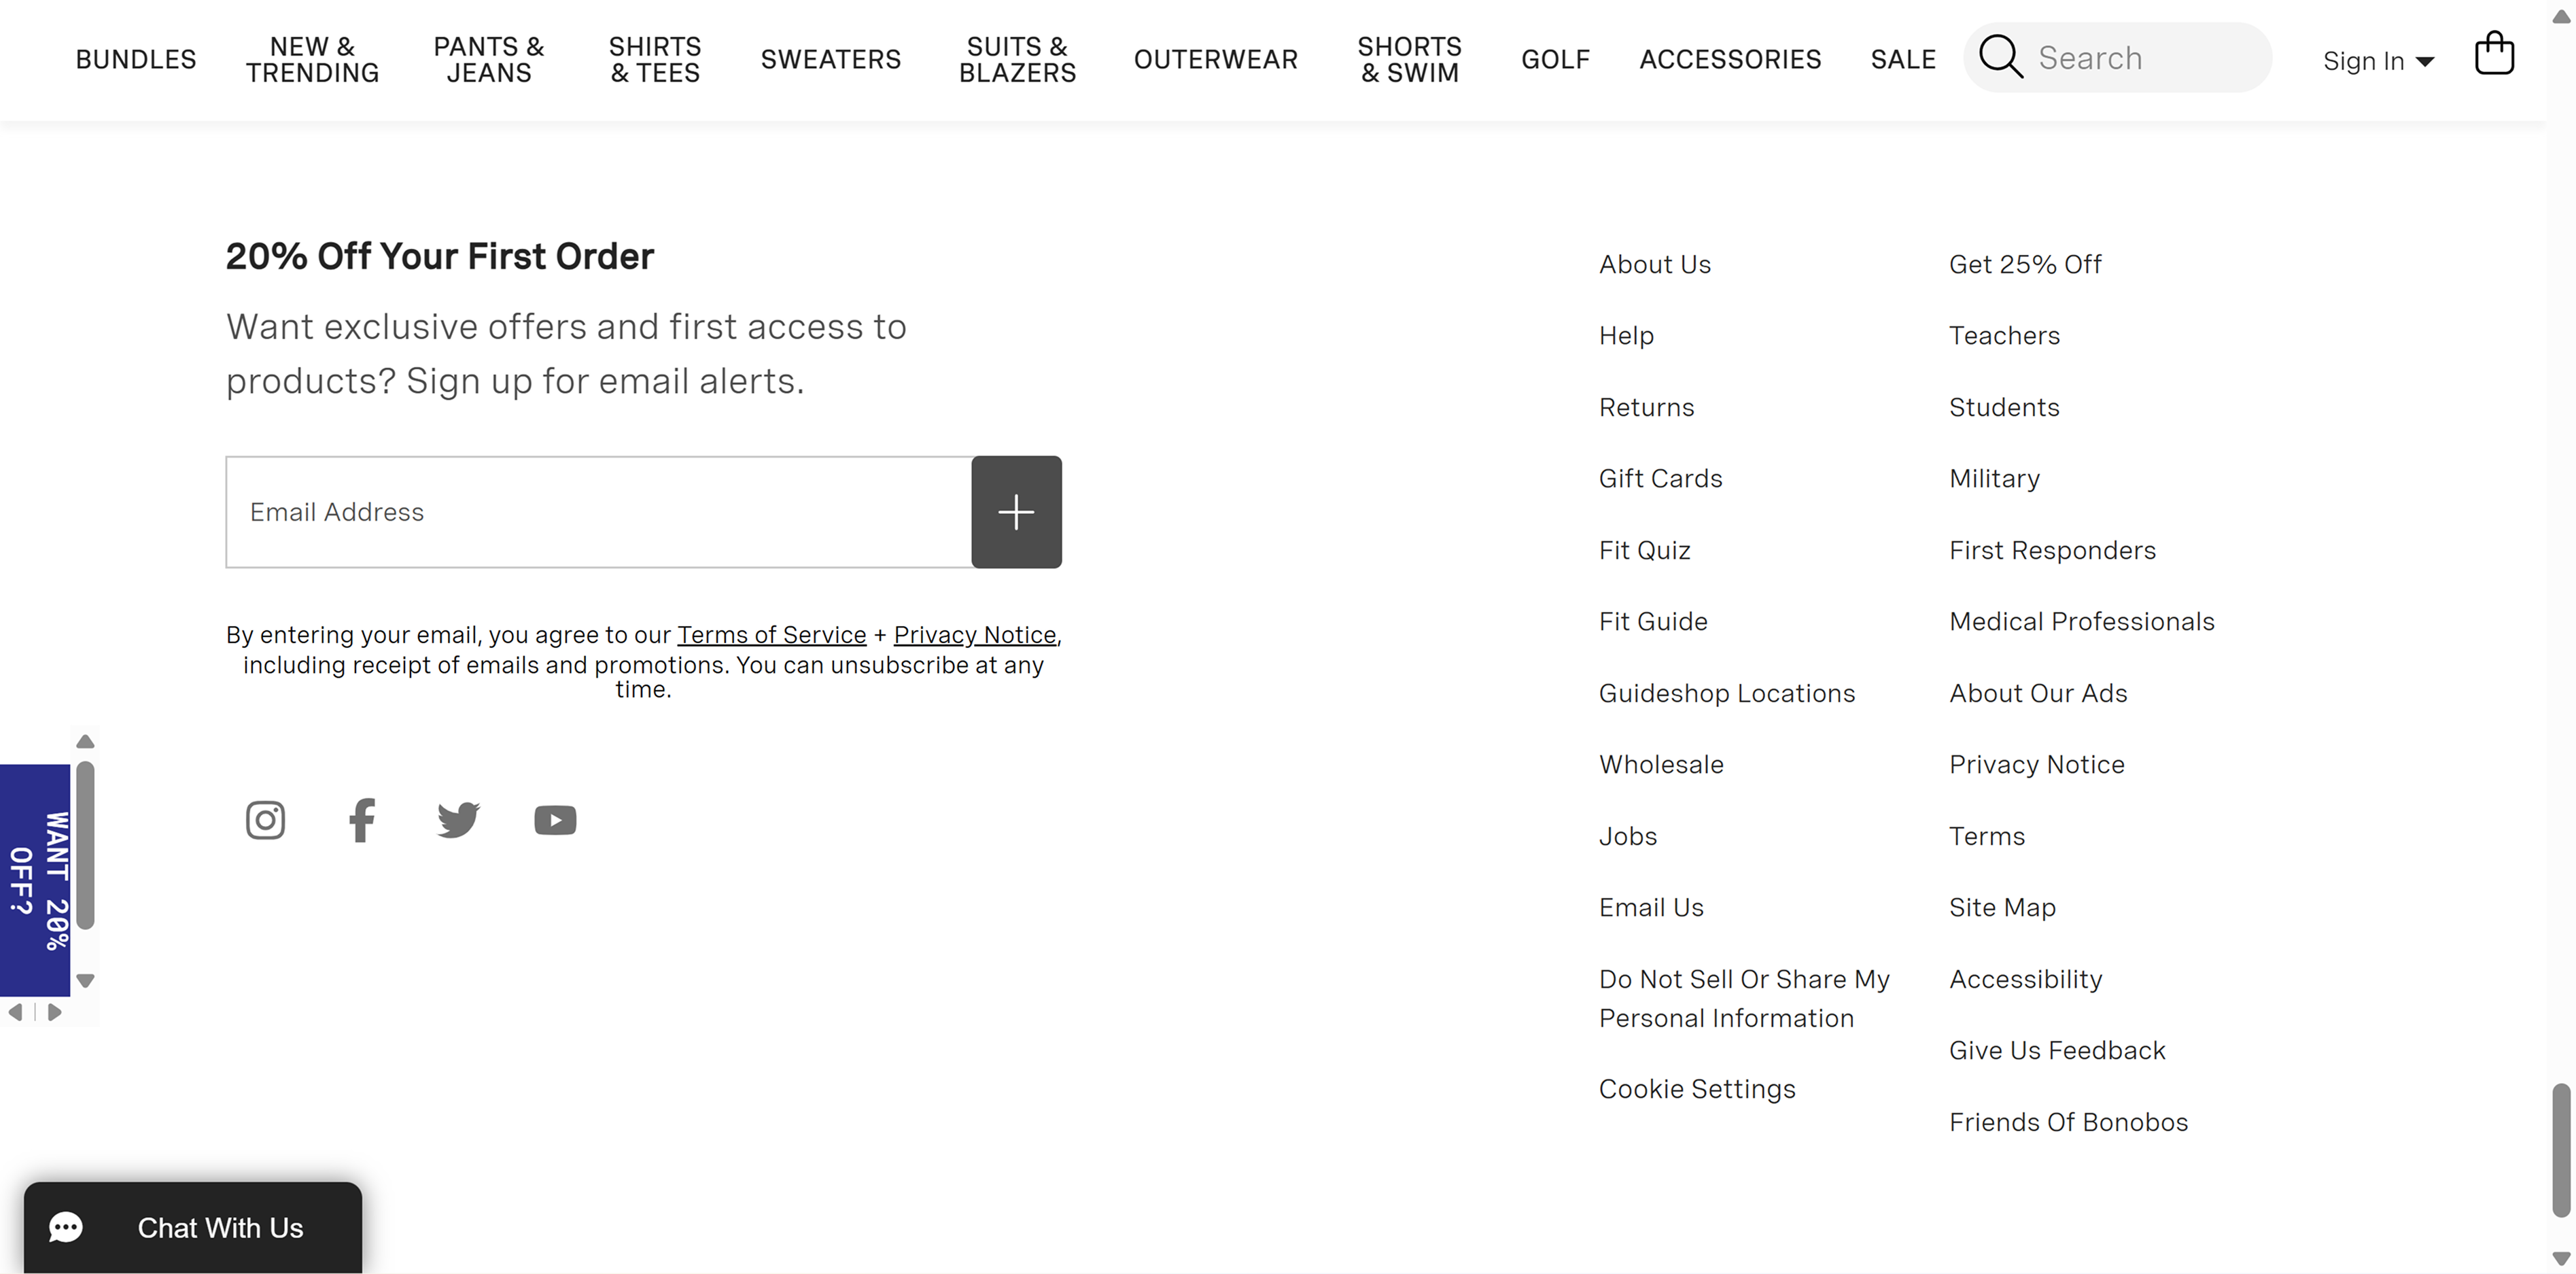 BUNDLES
NEW &
TRENDING
PANTS &
JEANS
SHIRTS
& TEES
SWEATERS
SUITS &
BLAZERS
OUTERWEAR
SHORTS
& SWIM
GOLF
ACCESSORIES
SALE
Search
Sign In
20% Off Your First Order
Want exclusive offers and first access to
products? Sign up for email alerts.
Email Address
By entering your email, you agree to our Terms of Service + Privacy Notice,
including receipt of emails and promotions. You can unsubscribe at any
time.
WANT 20%
OFF?
Chat With Us
About Us
Help
Returns
Gift Cards
Fit Quiz
Fit Guide
Guideshop Locations
Wholesale
Jobs
Email Us
Do Not Sell Or Share My
Personal Information
Cookie Settings
Get 25% Off
Teachers
Students
Military
First Responders
Medical Professionals
About Our Ads
Privacy Notice
Terms
Site Map
Accessibility
Give Us Feedback
Friends Of Bonobos